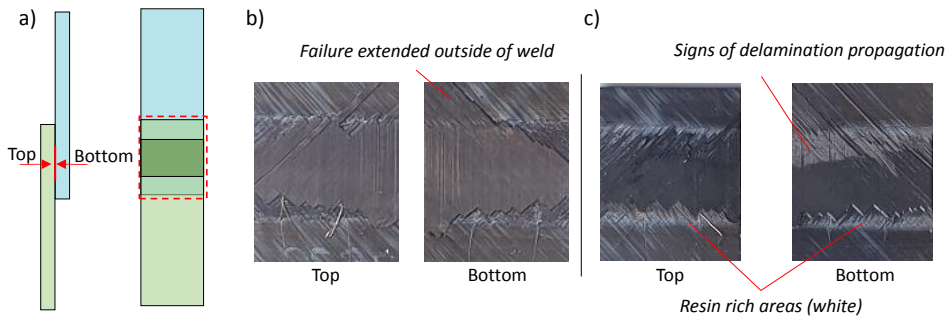 a)
Top
Bottom
b)
Failure extended outside of weld
Top
Bottom
c)
Signs of delamination propagation
Top
Bottom
Resin rich areas (white)